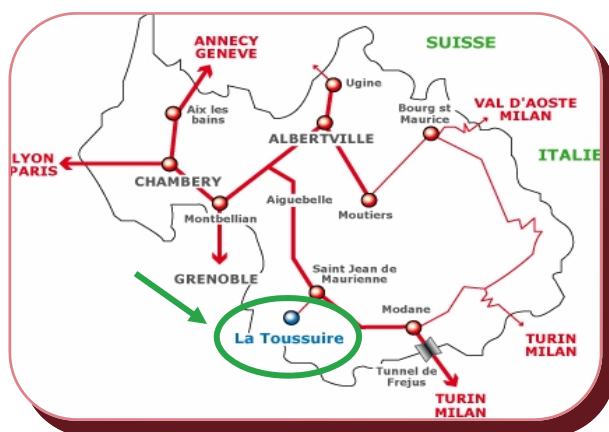 ANNECY
GENEVE
SUISSE
Ugine
Aix les
bains
Bourg st
Maurice
VAL D'AOSTE
MILAN
ALBERTVILLE
LYON
PARIS
ITALIE
CHAMBERY
Aiguebelle
Moutiers
Montbellian
GRENOBLE
Saint Jean de
Maurienne
Modane
La Toussuire
TURIN
MILAN
Tunnel de
Frejus
TURIN
MILAN